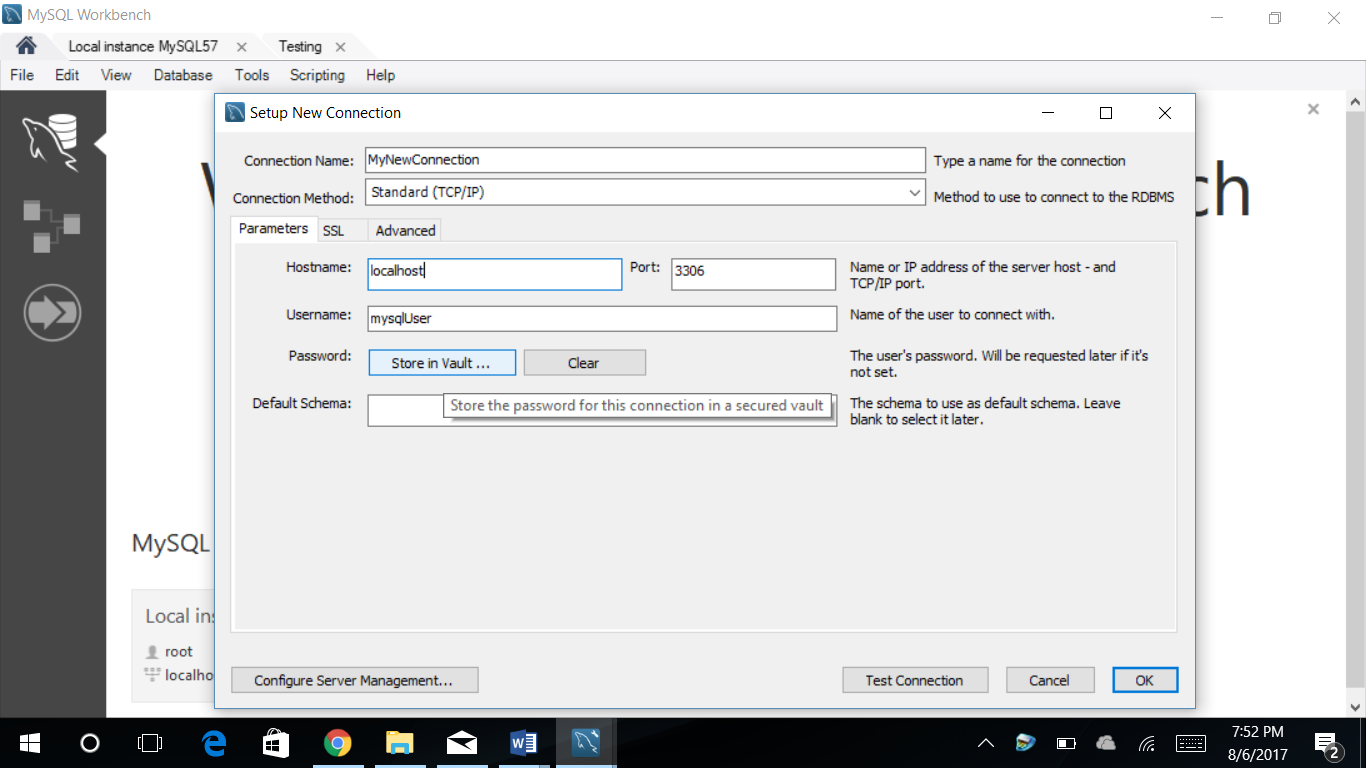 MySQL Workbench
Local instance MySQL57
Testing
File Edit View Database Tools Scripting Help
Setup New Connection
ch
Connection Name: MyNewConnection Type a name for the connection
Connection Method: Standard (TCP/IP) Method to use to connect to the RDBMS
Parameters SSL Advanced
Hostname: localhost Port: 3306 Name or IP address of the server host - and
TCP/IP port.
Username: mysqlUser Name of the user to connect with.
Password: Store in Vault ... Clear The user's password. Will be requested later if it's
not set.
Default Schema: The schema to use as default schema. Leave
blank to select it later.
Store the password for this connection in a secured vault
MySQL
Local ins
root
localho
Configure Server Management... Test Connection Cancel OK
7:52 PM
8/6/2017
2